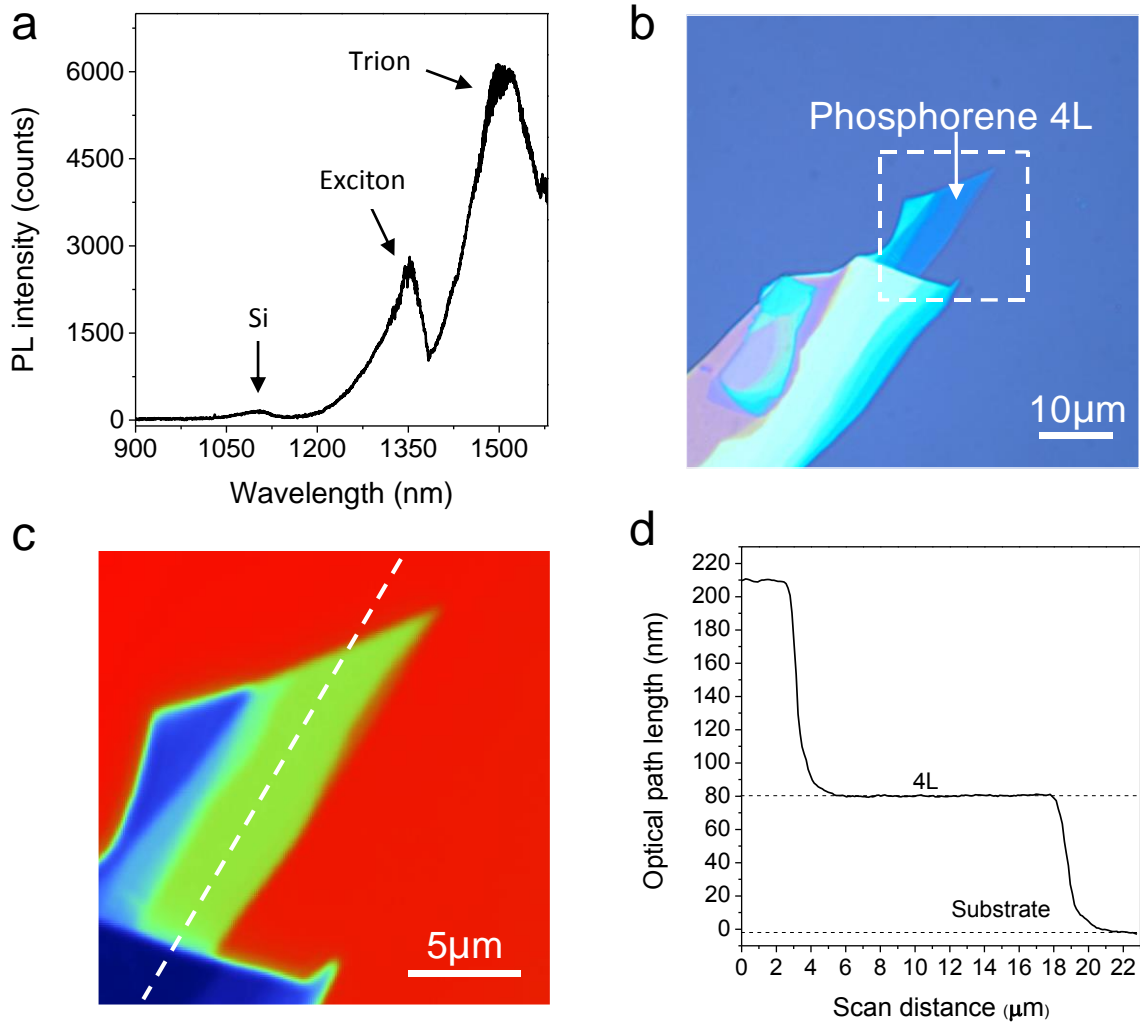 a
PL intensity (counts)
6000
4500
3000
1500
0
900
1050
1200
1350
1500
Wavelength (nm)
Si
Exciton
Trion
b
Phosphorene 4L
10μm
c
5μm
d
Optical path length (nm)
220
200
180
160
140
120
100
80
60
40
20
0
4L
Substrate
0 2 4 6 8 10 12 14 16 18 20 22
Scan distance (μm)